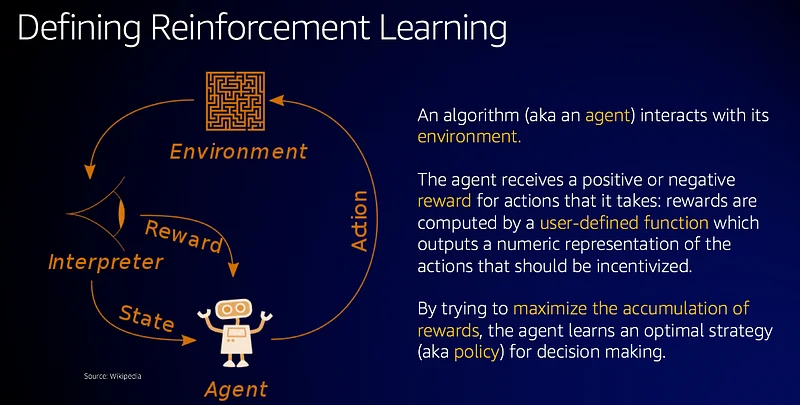 Defining Reinforcement Learning
Environment
Interpreter
Reward
State
Action
Agent
Source: Wikipedia
An algorithm (aka an agent) interacts with its
environment.
The agent receives a positive or negative
reward for actions that it takes: rewards are
computed by a user-defined function which
outputs a numeric representation of the
actions that should be incentivized.
By trying to maximize the accumulation of
rewards, the agent learns an optimal strategy
(aka policy) for decision making.